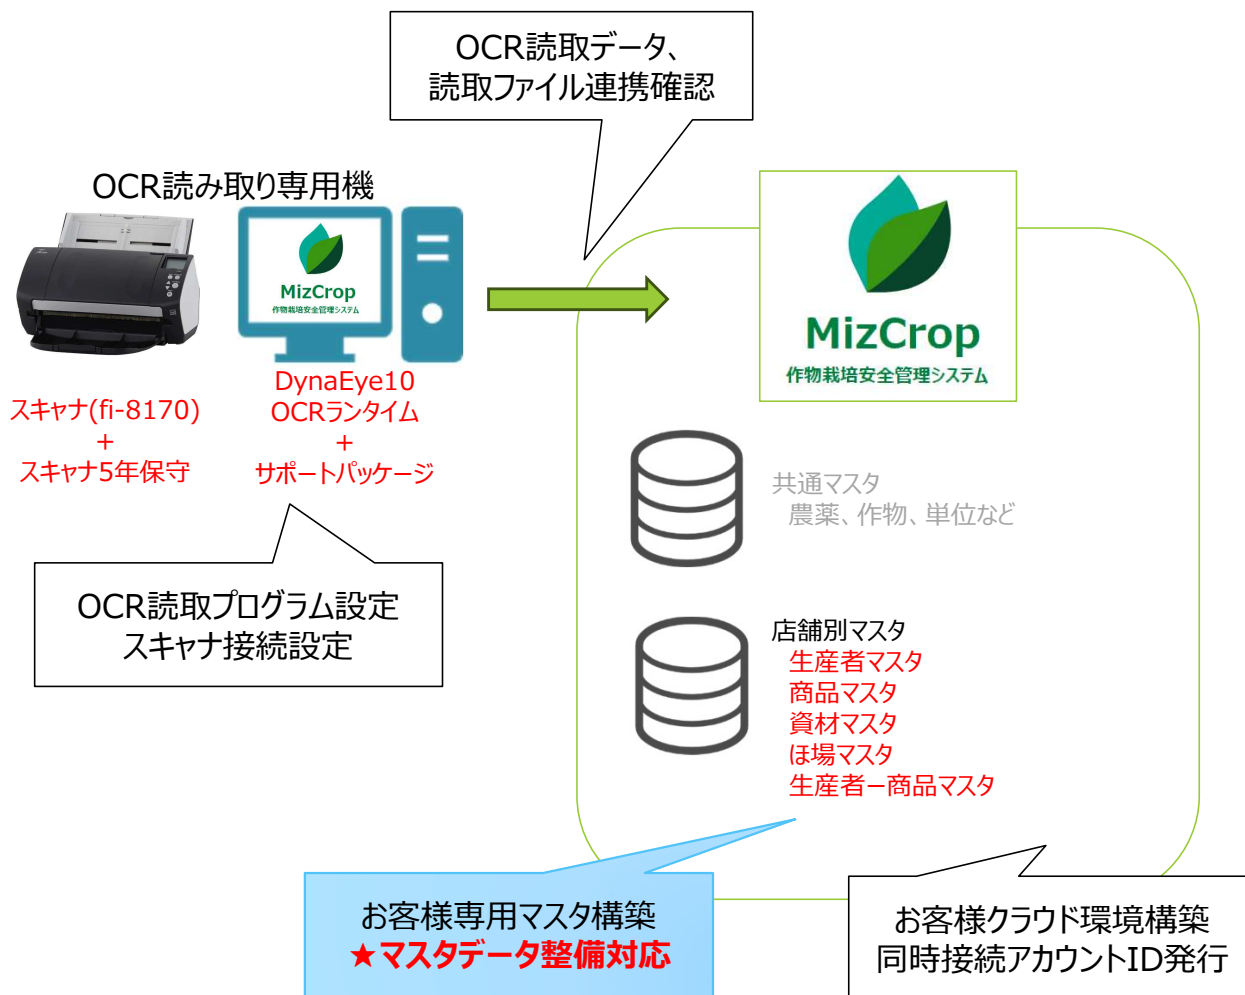 OCR読取データ、
読取ファイル連携確認
OCR読み取り専用機
MizCrop
作物栽培安全管理システム
MizCrop
作物栽培安全管理システム
スキャナ(fi-8170)
+
スキャナ5年保守
DynaEye10
OCRランタイム
+
サポートパッケージ
共通マスタ
農薬、作物、単位など
OCR読取プログラム設定
スキャナ接続設定
店舗別マスタ
生産者マスタ
商品マスタ
資材マスタ
ほ場マスタ
生産者ー商品マスタ
お客様専用マスタ構築
★マスタデータ整備対応
お客様クラウド環境構築
同時接続アカウントID発行